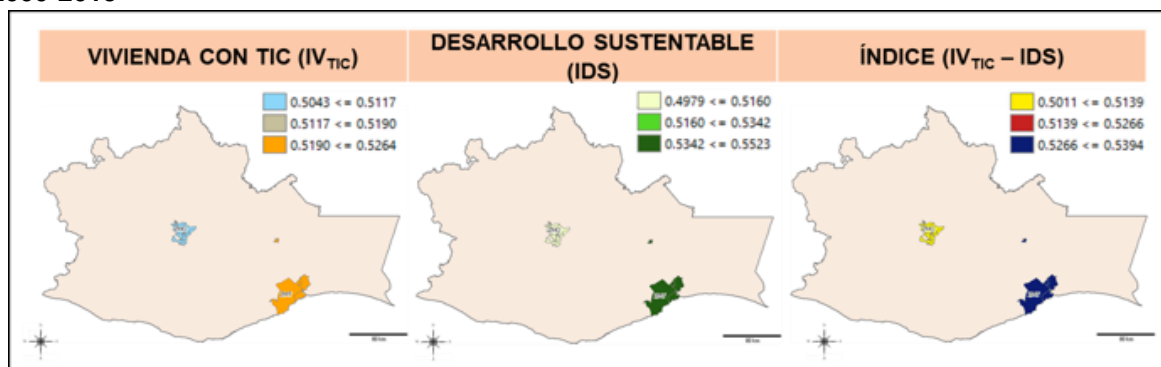 VIVIENDA CON TIC (IVTIC)
DESARROLLO SUSTENTABLE
(IDS)
ÍNDICE (IVTIC – IDS)
0.5043 <= 0.5117
0.5117 <= 0.5190
0.5190 <= 0.5264
0.4979 <= 0.5160
0.5160 <= 0.5342
0.5342 <= 0.5523
0.5011 <= 0.5139
0.5139 <= 0.5266
0.5266 <= 0.5394